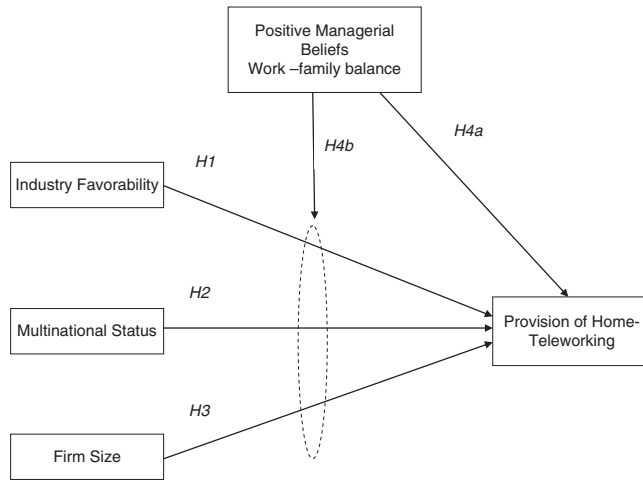 Positive Managerial
Beliefs
Work –family balance
H4b
H4a
H1
Industry Favorability
H2
Multinational Status
Provision of Home-
Teleworking
H3
Firm Size